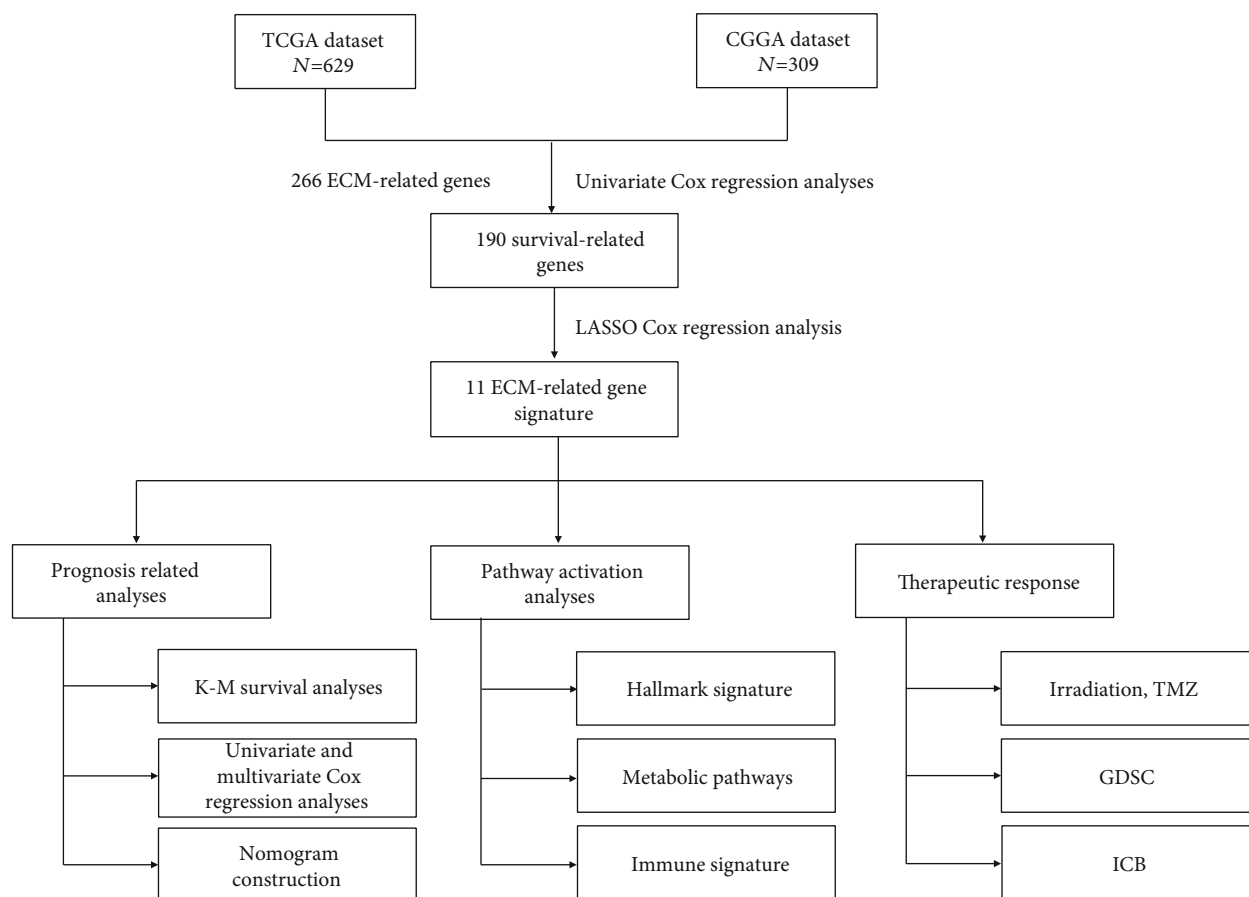 TCGA dataset
N=629
CGGA dataset
N=309
266 ECM-related genes
Univariate Cox regression analyses
190 survival-related
genes
LASSO Cox regression analysis
11 ECM-related gene
signature
Prognosis related
analyses
Pathway activation
analyses
Therapeutic response
K-M survival analyses
Hallmark signature
Irradiation, TMZ
Univariate and
multivariate Cox
regression analyses
Metabolic pathways
GDSC
Nomogram
construction
Immune signature
ICB